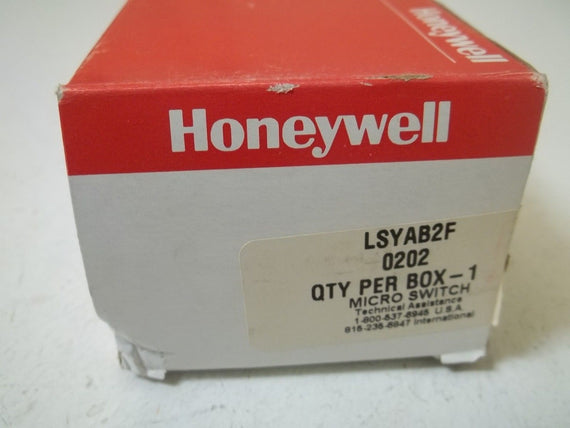 Honeywell
Honeywell
LSYAB2F
0202
QTY PER BOX-1
MICRO SWITCH
Technical Assistance
1-800-537-6945 U.S.A.
815-235-6847 International